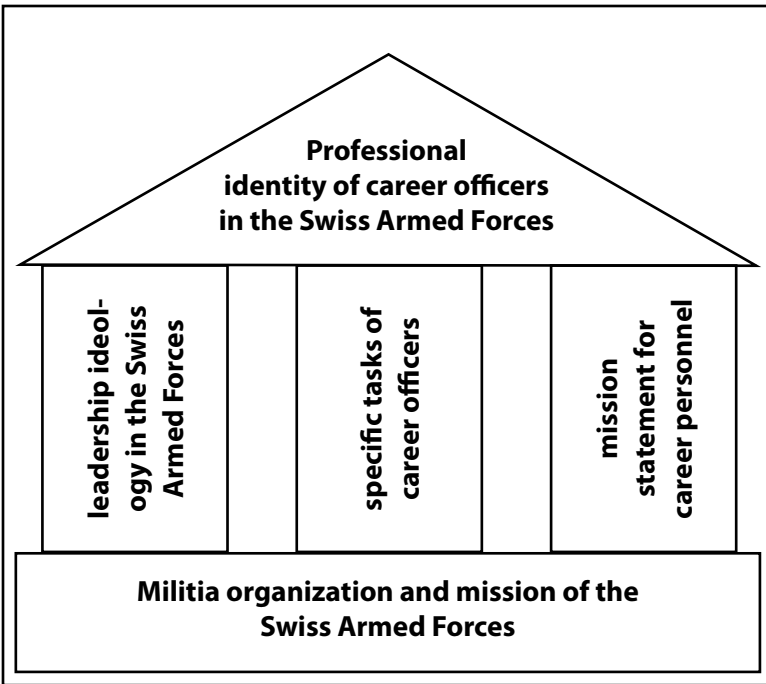 Professional
identity of career officers
in the Swiss Armed Forces
leadership ideol-
ogy in the Swiss
Armed Forces
specific tasks of
career officers
mission
statement for
career personnel
Militia organization and mission of the
Swiss Armed Forces